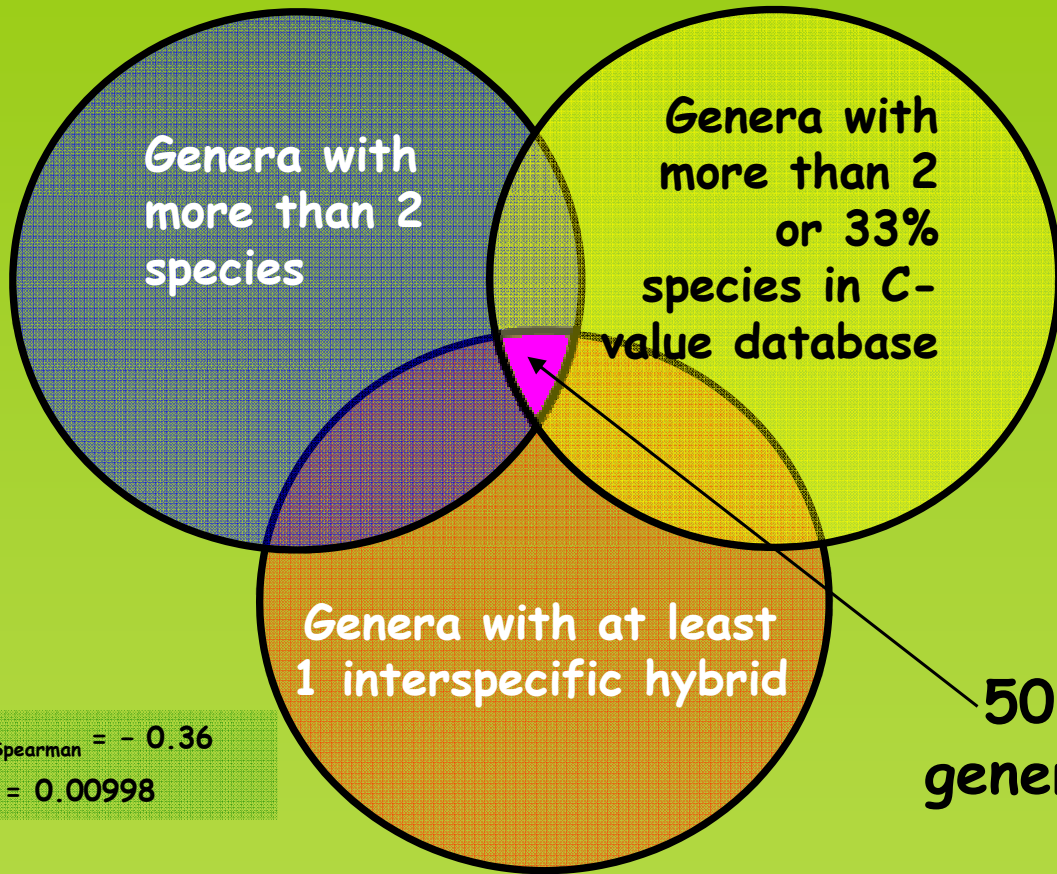 Genera with
more than 2
species
Genera with
more than 2
or 33%
species in C-
value database
Genera with at least
1 interspecific hybrid
Spearman = - 0.36
= 0.00998
50